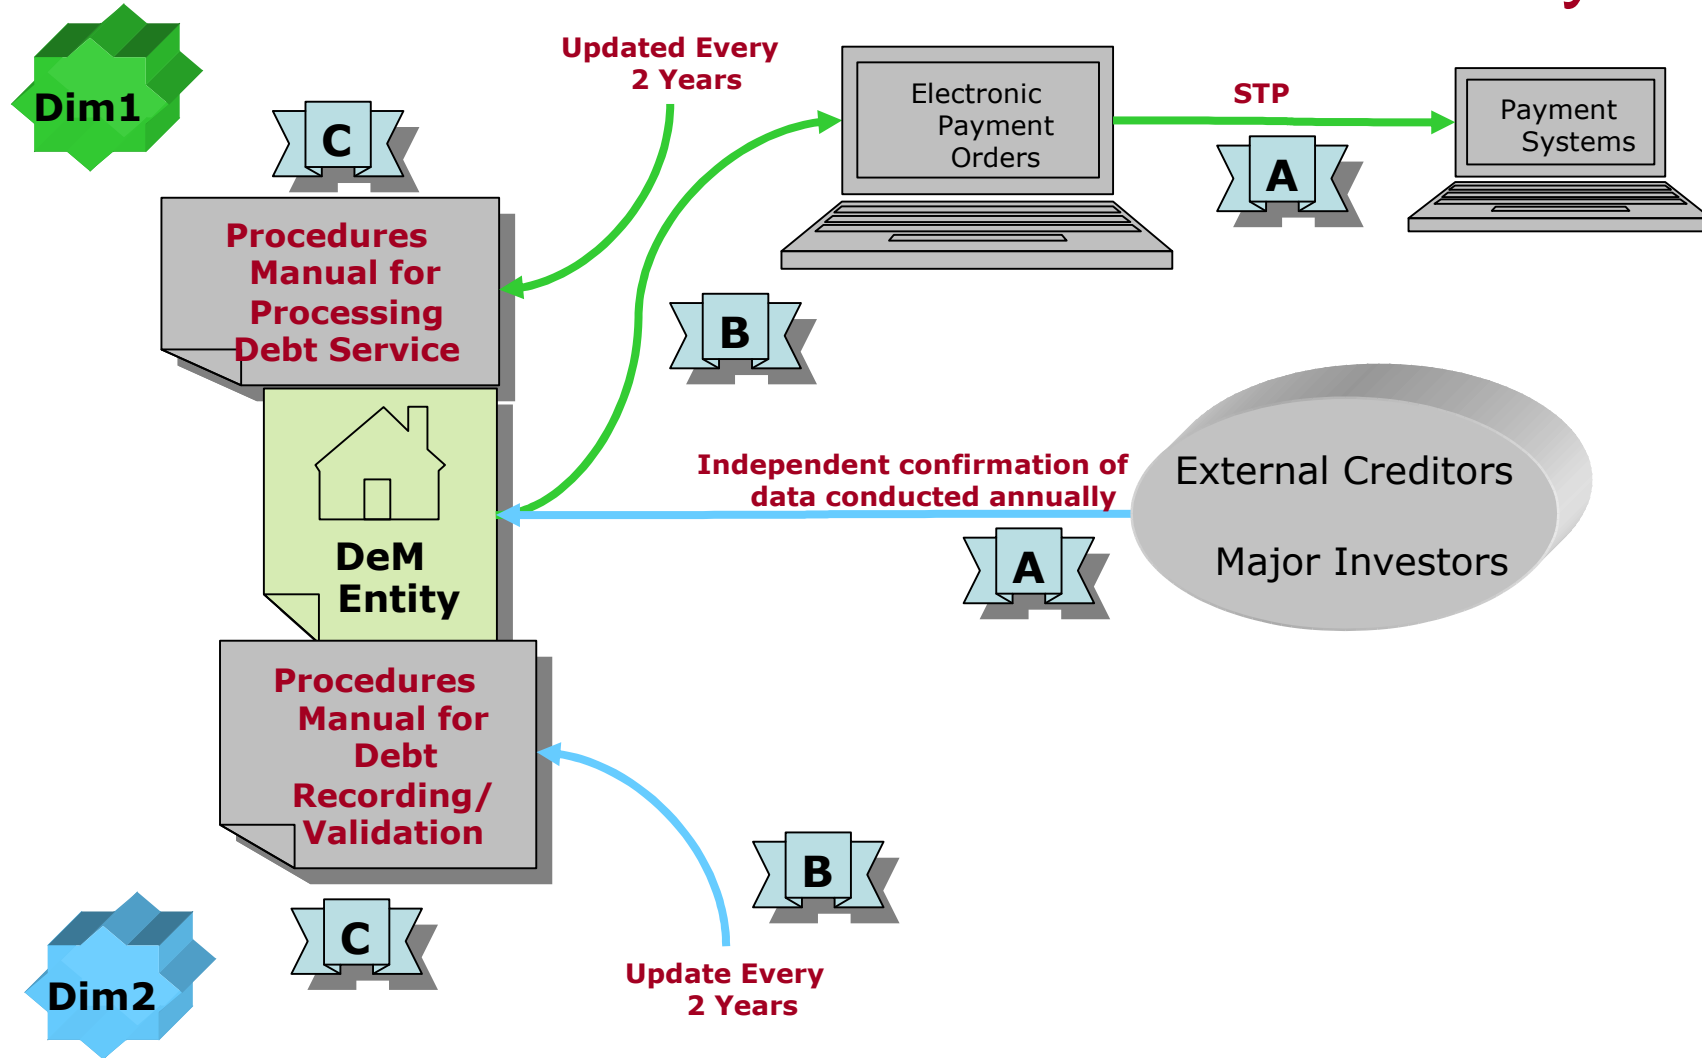 Dim1
C
Updated Every
2 Years
Electronic
Payment
Orders
STP
A
Payment
Systems
Procedures
Manual for
Processing
Debt Service
B
DeM
Entity
Independent confirmation of
data conducted annually
A
External Creditors
Major Investors
Procedures
Manual for
Debt
Recording/
Validation
C
B
Update Every
2 Years
Dim2